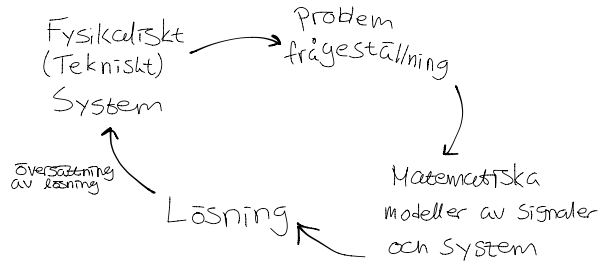 Fysikaliskt
(Tekniskt)
System
Problem
frågeställning
Matematiska
modeller av signaler
och system
Lösning
översättning
av lösning